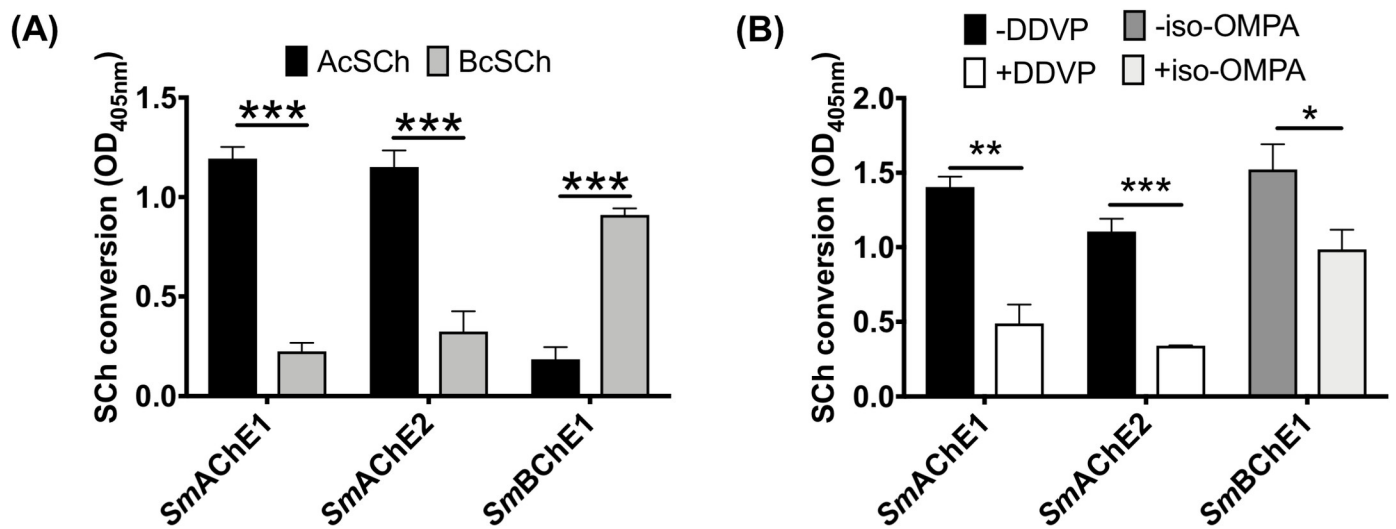 (A)
AcSCh BcSCh
SCh conversion (OD405nm)
1.5
1.0
0.5
0.0
***
***
***
SmAChE1
SmAChE2
SmBChE1
(B)
-DDVP -iso-OMPA
+DDVP +iso-OMPA
SCh conversion (OD405nm)
2.0
1.5
1.0
0.5
0.0
**
***
*
SmAChE1
SmAChE2
SmBChE1